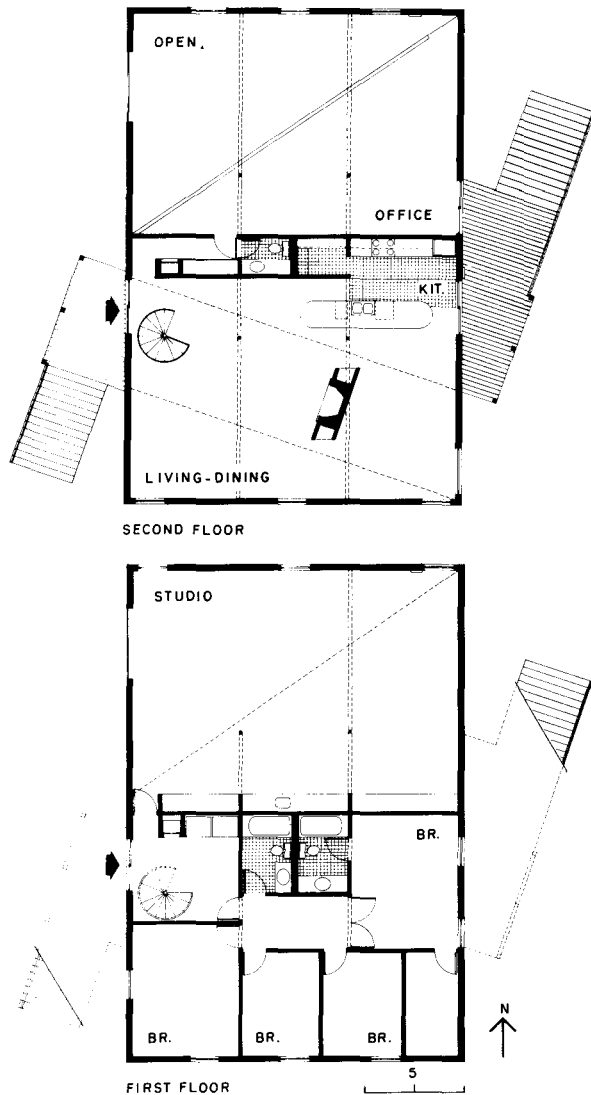 OPEN.
OFFICE
KIT.
LIVING-DINING
SECOND FLOOR
STUDIO
BR.
BR.
BR.
BR.
N
5
FIRST FLOOR